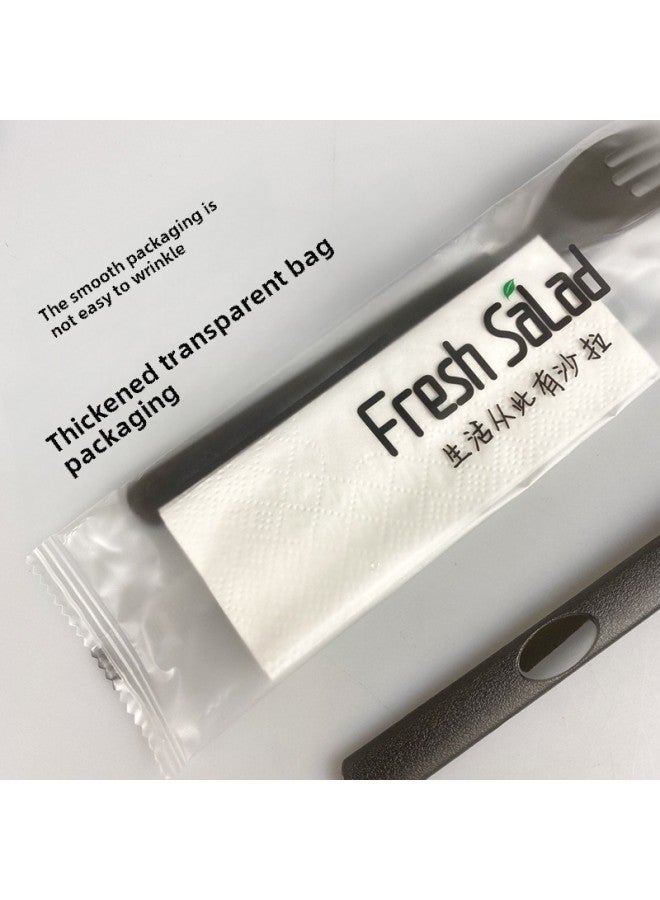 The smooth packaging is
not easy to wrinkle
Thickened transparent bag
packaging
Fresh Salad
生活从此有沙拉